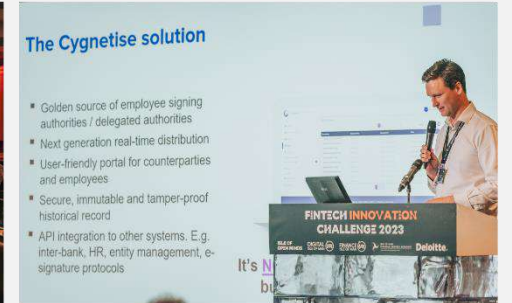 The Cygnetise solution
▪ Golden source of employee signing
authorities / delegated authorities
▪ Next generation real-time distribution
▪ User-friendly portal for counterparties
and employees
▪ Secure, immutable and tamper-proof
historical record
▪ API integration to other systems. E.g.
inter-bank, HR, entity management, e-
signature protocols
It's N
bu
FINTECH INNOVATION
CHALLENGE 2023
Deloitte.